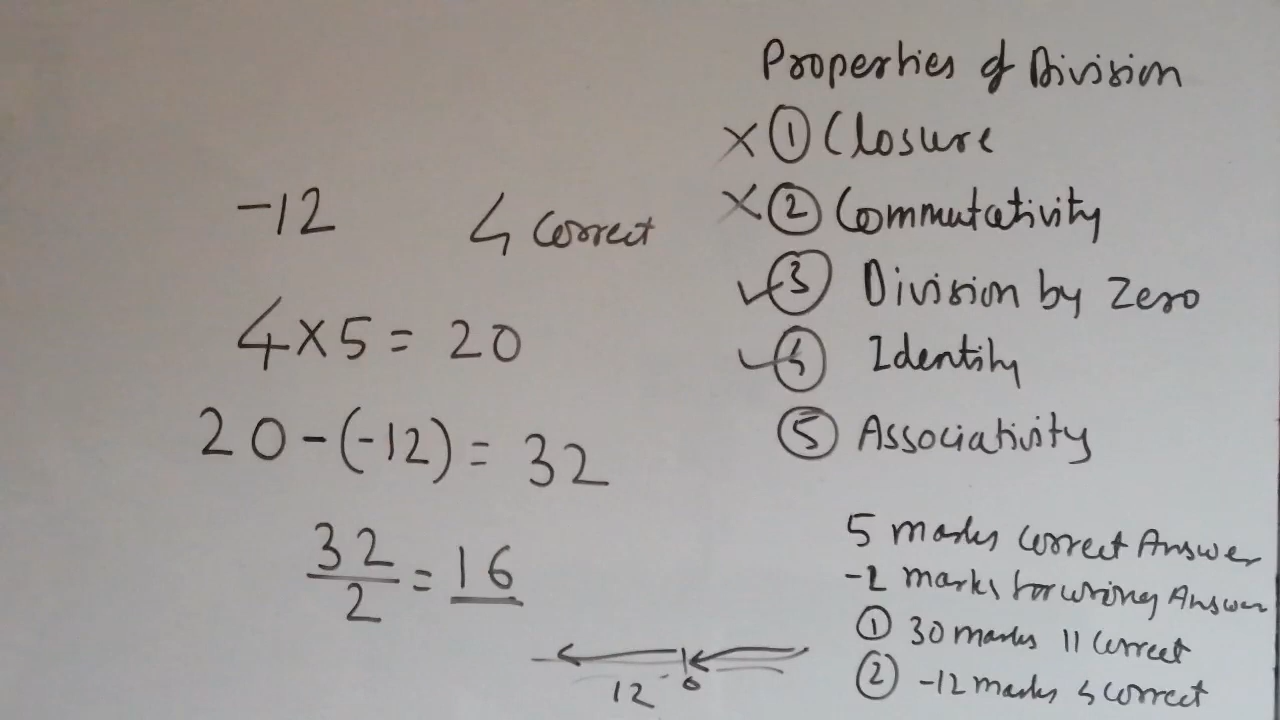 -12
4 correct
4×5 = 20
20-(-12) = 32
32/2 = 16
12 0
Properties of Division
× ① Closure
× ② Commutativity
✓ ③ Division by Zero
✓ ④ Identity
⑤ Associativity
5 marks correct Answer
-2 marks for wrong Answer
① 30 marks 11 correct
② -12 marks 4 correct